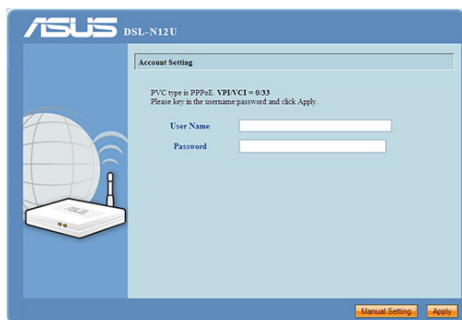 ASUS DSL-N12U
Account Setting
PVC type is PPPoE. VPI/VCI = 0/33
Please key in the username/password and click Apply.
User Name
Password
ASUS
Manual Setting Apply